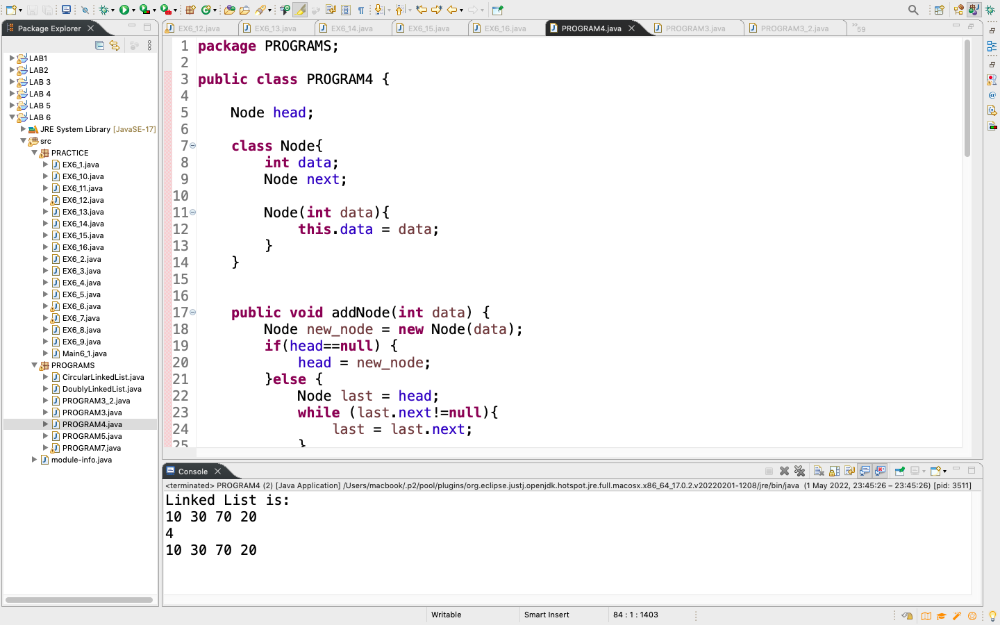 Package Explorer
EX6_12.java
EX6_13.java
EX6_14.java
EX6_15.java
EX6_16.java
PROGRAM4.java
PROGRAM3.java
PROGRAM3_2.java
»59
LAB1
LAB2
LAB 3
LAB 4
LAB 5
LAB 6
JRE System Library [JavaSE-17]
src
PRACTICE
EX6_1.java
EX6_10.java
EX6_11.java
EX6_12.java
EX6_13.java
EX6_14.java
EX6_15.java
EX6_16.java
EX6_2.java
EX6_3.java
EX6_4.java
EX6_5.java
EX6_6.java
EX6_7.java
EX6_8.java
EX6_9.java
Main6_1.java
PROGRAMS
CircularLinkedList.java
DoublyLinkedList.java
PROGRAM3_2.java
PROGRAM3.java
PROGRAM4.java
PROGRAM5.java
PROGRAM7.java
module-info.java
1 package PROGRAMS;
2
3 public class PROGRAM4 {
4
5 Node head;
6
7 class Node{
8 int data;
9 Node next;
10
11 Node(int data){
12 this.data = data;
13 }
14 }
15
16
17 public void addNode(int data) {
18 Node new_node = new Node(data);
19 if(head==null) {
20 head = new_node;
21 }else {
22 Node last = head;
23 while (last.next!=null){
24 last = last.next;
25 }
Console
<terminated> PROGRAM4 (2) [Java Application] /Users/macbook/.p2/pool/plugins/org.eclipse.justj.openjdk.hotspot.jre.full.macosx.x86_64_17.0.2.v20220201-1208/jre/bin/java (1 May 2022, 23:45:26 – 23:45:26) [pid: 3511]
Linked List is:
10 30 70 20
4
10 30 70 20
Writable
Smart Insert
84 : 1 : 1403